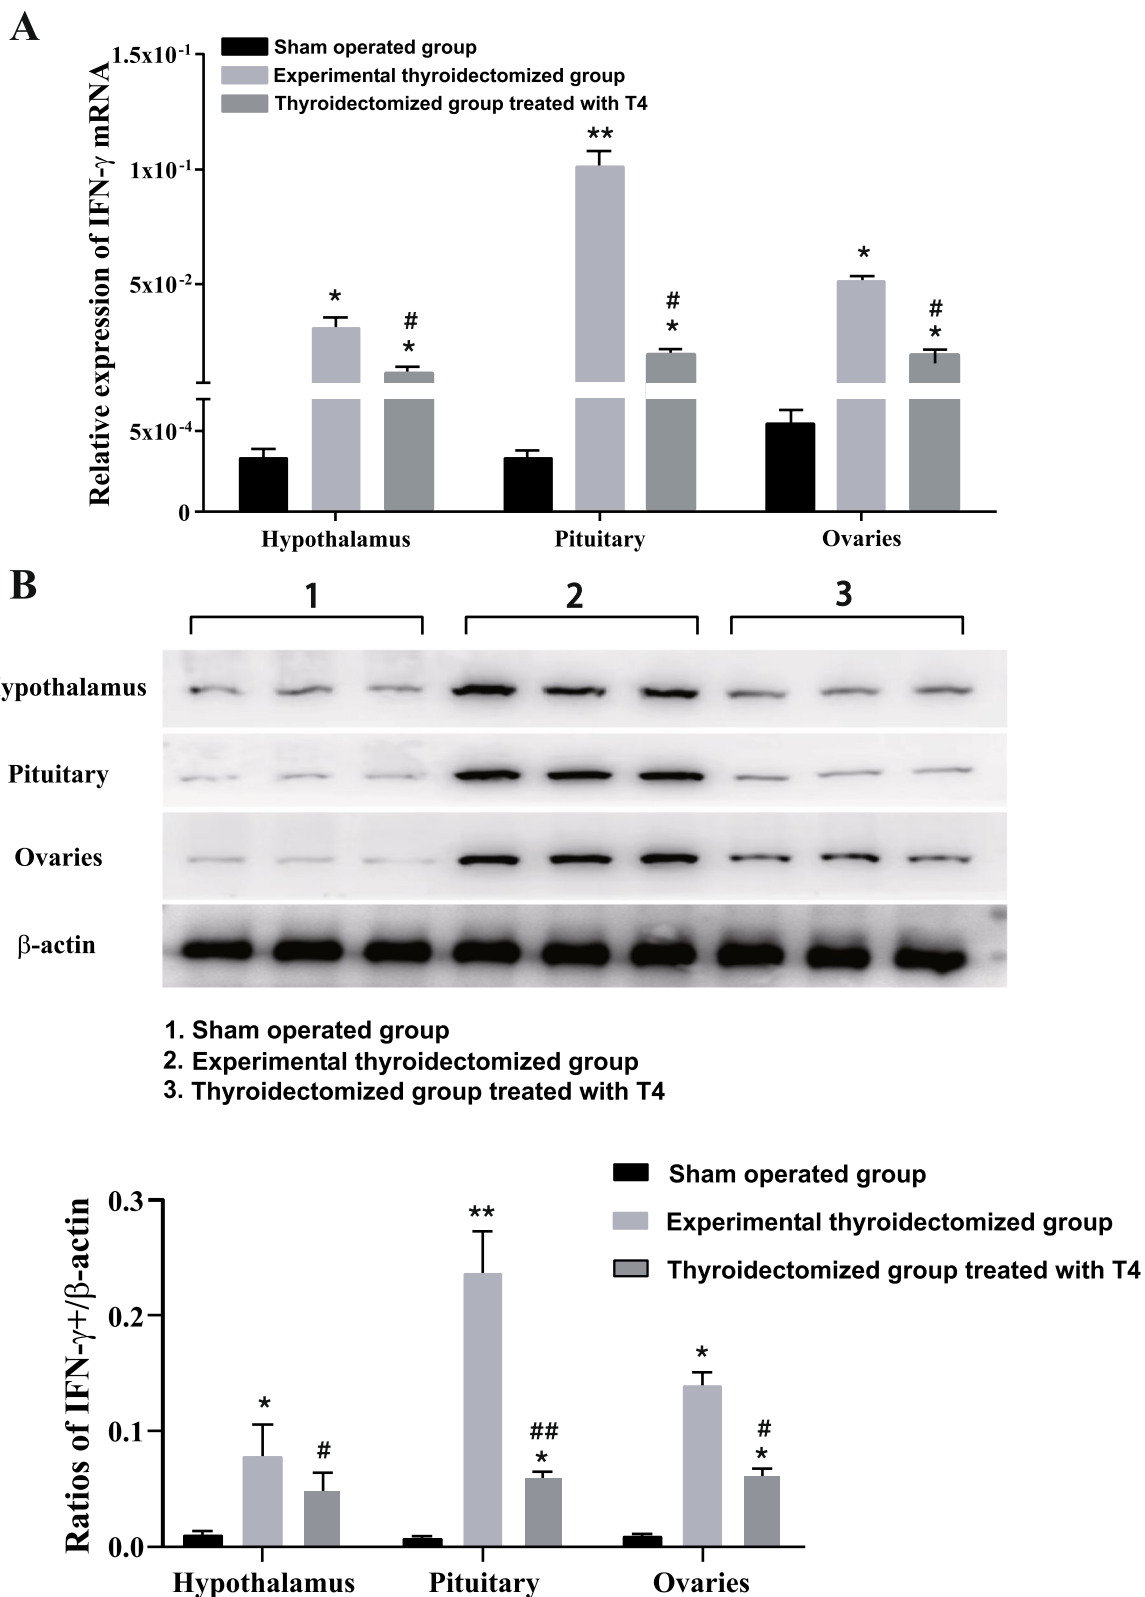 A
Sham operated group
Experimental thyroidectomized group
Thyroidectomized group treated with T4
Relative expression of IFN-γ mRNA
1.5x10-1
1x10-1
5x10-2
5x10-4
0
*
#
*
**
#
*
*
#
*
Hypothalamus
Pituitary
Ovaries
B
1
2
3
ypothalamus
Pituitary
Ovaries
β-actin
1. Sham operated group
2. Experimental thyroidectomized group
3. Thyroidectomized group treated with T4
Sham operated group
Experimental thyroidectomized group
Thyroidectomized group treated with T4
Ratios of IFN-γ+/β-actin
0.3
0.2
0.1
0.0
*
#
**
##
*
*
#
*
Hypothalamus
Pituitary
Ovaries